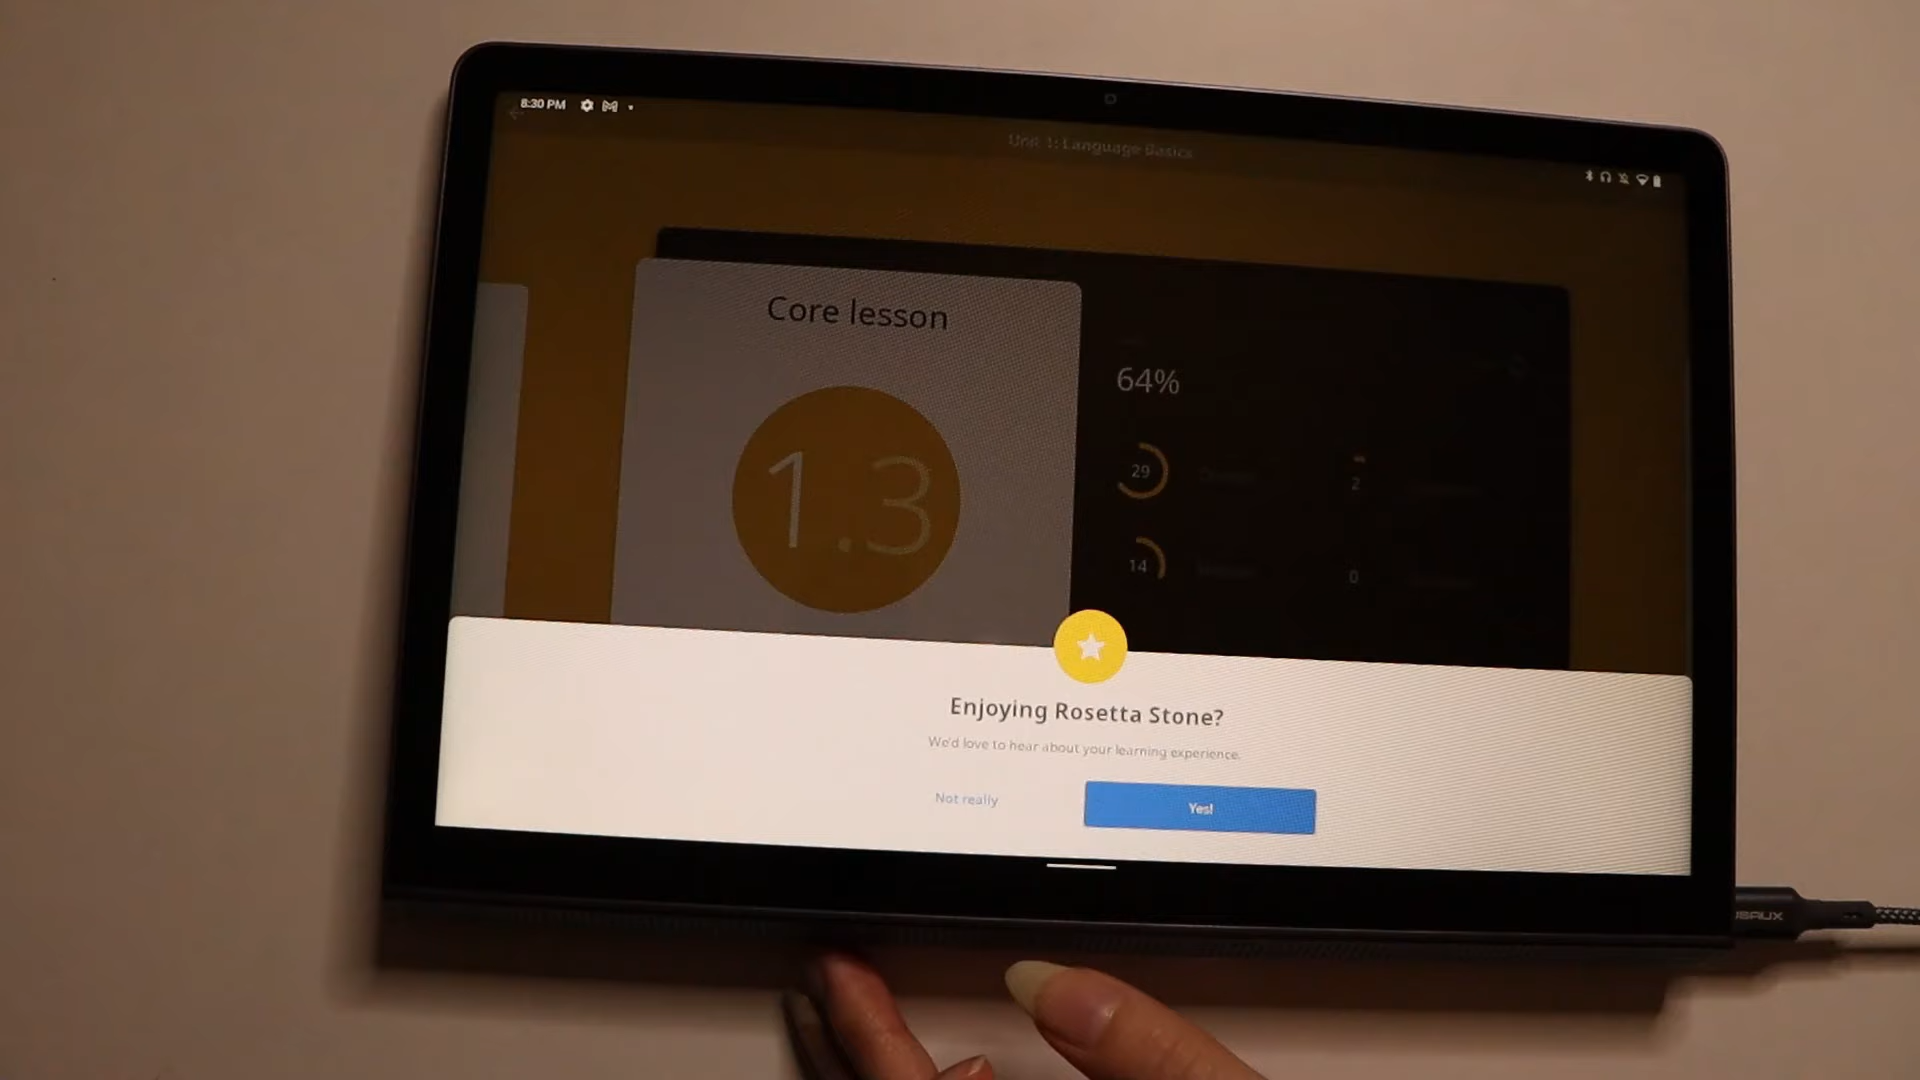 8:30 PM
Unit 1: Language Basics
Core lesson
1.3
64%
29
2
14
0
Enjoying Rosetta Stone?
We'd love to hear about your learning experience.
Not really
Yes!